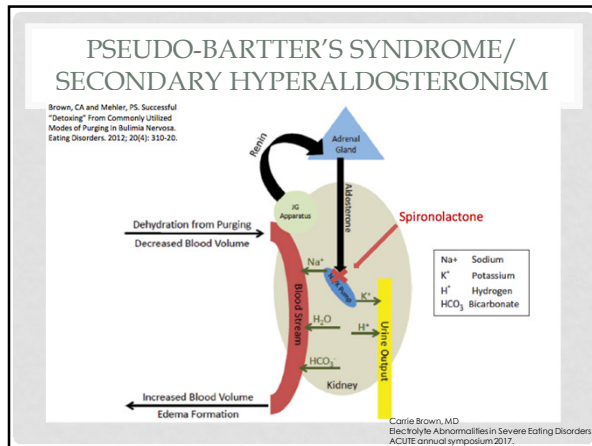 PSEUDO-BARTTER'S SYNDROME/
SECONDARY HYPERALDOSTERONISM
Brown, CA and Mehler, PS. Successful
"Detoxing" From Commonly Utilized
Modes of Purging in Bulimia Nervosa.
Eating Disorders. 2012; 20(4): 310-20.
Renin
Adrenal
Gland
JG
Apparatus
Aldosterone
Dehydration from Purging
Decreased Blood Volume
Spironolactone
Na⁺
Pump
K⁺
Blood Stream
H₂O
H⁺
HCO₃⁻
Urine Output
Kidney
Na+ Sodium
K⁺ Potassium
H⁺ Hydrogen
HCO₃ Bicarbonate
Increased Blood Volume
Edema Formation
Carrie Brown, MD
Electrolyte Abnormalities in Severe Eating Disorders
ACUTE annual symposium 2017.